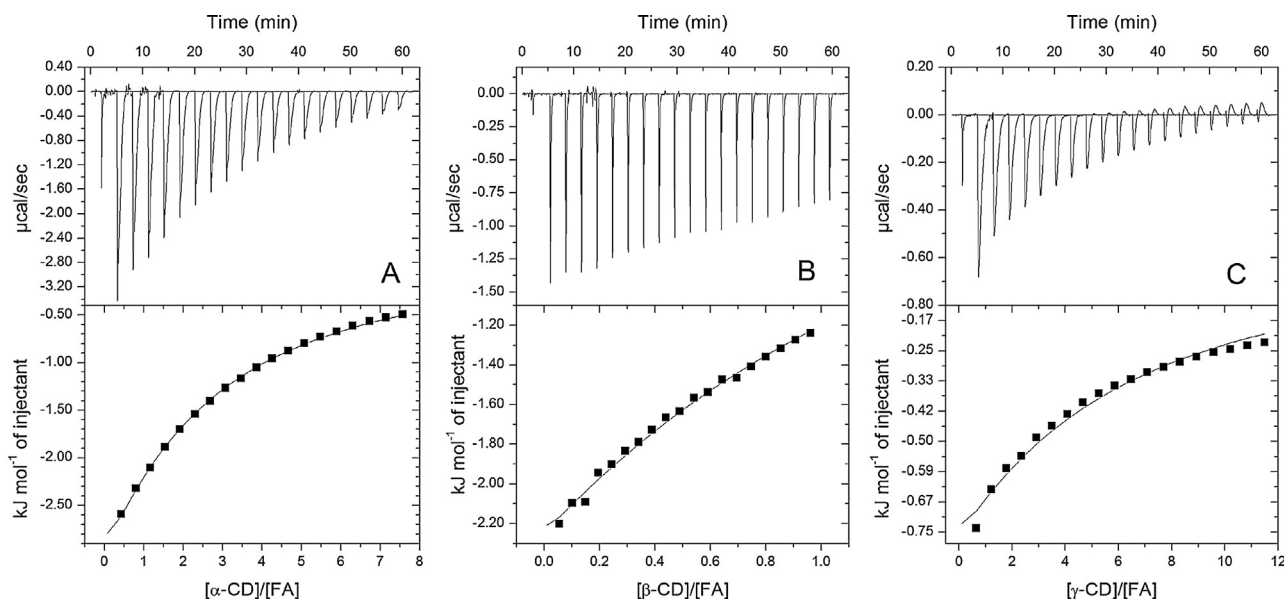 Time (min)
0 10 20 30 40 50 60
0.40
0.00
-0.40
-0.80
-1.20
-1.60
-2.00
-2.40
-2.80
-3.20
µcal/sec
A
-0.50
-1.00
-1.50
-2.00
-2.50
kJ mol⁻¹ of injectant
0 1 2 3 4 5 6 7 8
[α-CD]/[FA]
Time (min)
0 10 20 30 40 50 60
0.00
-0.25
-0.50
-0.75
-1.00
-1.25
-1.50
µcal/sec
B
-1.20
-1.40
-1.60
-1.80
-2.00
-2.20
kJ mol⁻¹ of injectant
0.0 0.2 0.4 0.6 0.8 1.0
[β-CD]/[FA]
Time (min)
0 10 20 30 40 50 60
0.20
0.00
-0.20
-0.40
-0.60
-0.80
µcal/sec
C
-0.17
-0.25
-0.33
-0.42
-0.50
-0.59
-0.67
-0.75
kJ mol⁻¹ of injectant
0 2 4 6 8 10 12
[γ-CD]/[FA]